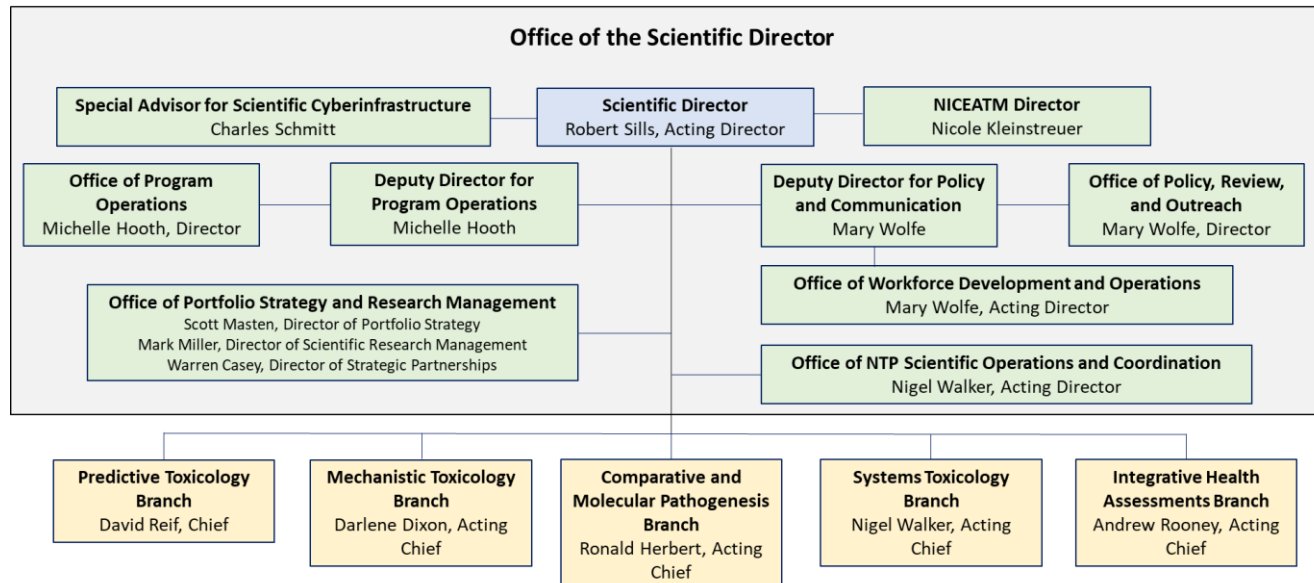 Office of the Scientific Director
Special Advisor for Scientific Cyberinfrastructure
Charles Schmitt
Scientific Director
Robert Sills, Acting Director
NICEATM Director
Nicole Kleinstreuer
Office of Program
Operations
Michelle Hooth, Director
Deputy Director for
Program Operations
Michelle Hooth
Deputy Director for Policy
and Communication
Mary Wolfe
Office of Policy, Review,
and Outreach
Mary Wolfe, Director
Office of Workforce Development and Operations
Mary Wolfe, Acting Director
Office of Portfolio Strategy and Research Management
Scott Masten, Director of Portfolio Strategy
Mark Miller, Director of Scientific Research Management
Warren Casey, Director of Strategic Partnerships
Office of NTP Scientific Operations and Coordination
Nigel Walker, Acting Director
Predictive Toxicology
Branch
David Reif, Chief
Mechanistic Toxicology
Branch
Darlene Dixon, Acting
Chief
Comparative and
Molecular Pathogenesis
Branch
Ronald Herbert, Acting
Chief
Systems Toxicology
Branch
Nigel Walker, Acting
Chief
Integrative Health
Assessments Branch
Andrew Rooney, Acting
Chief